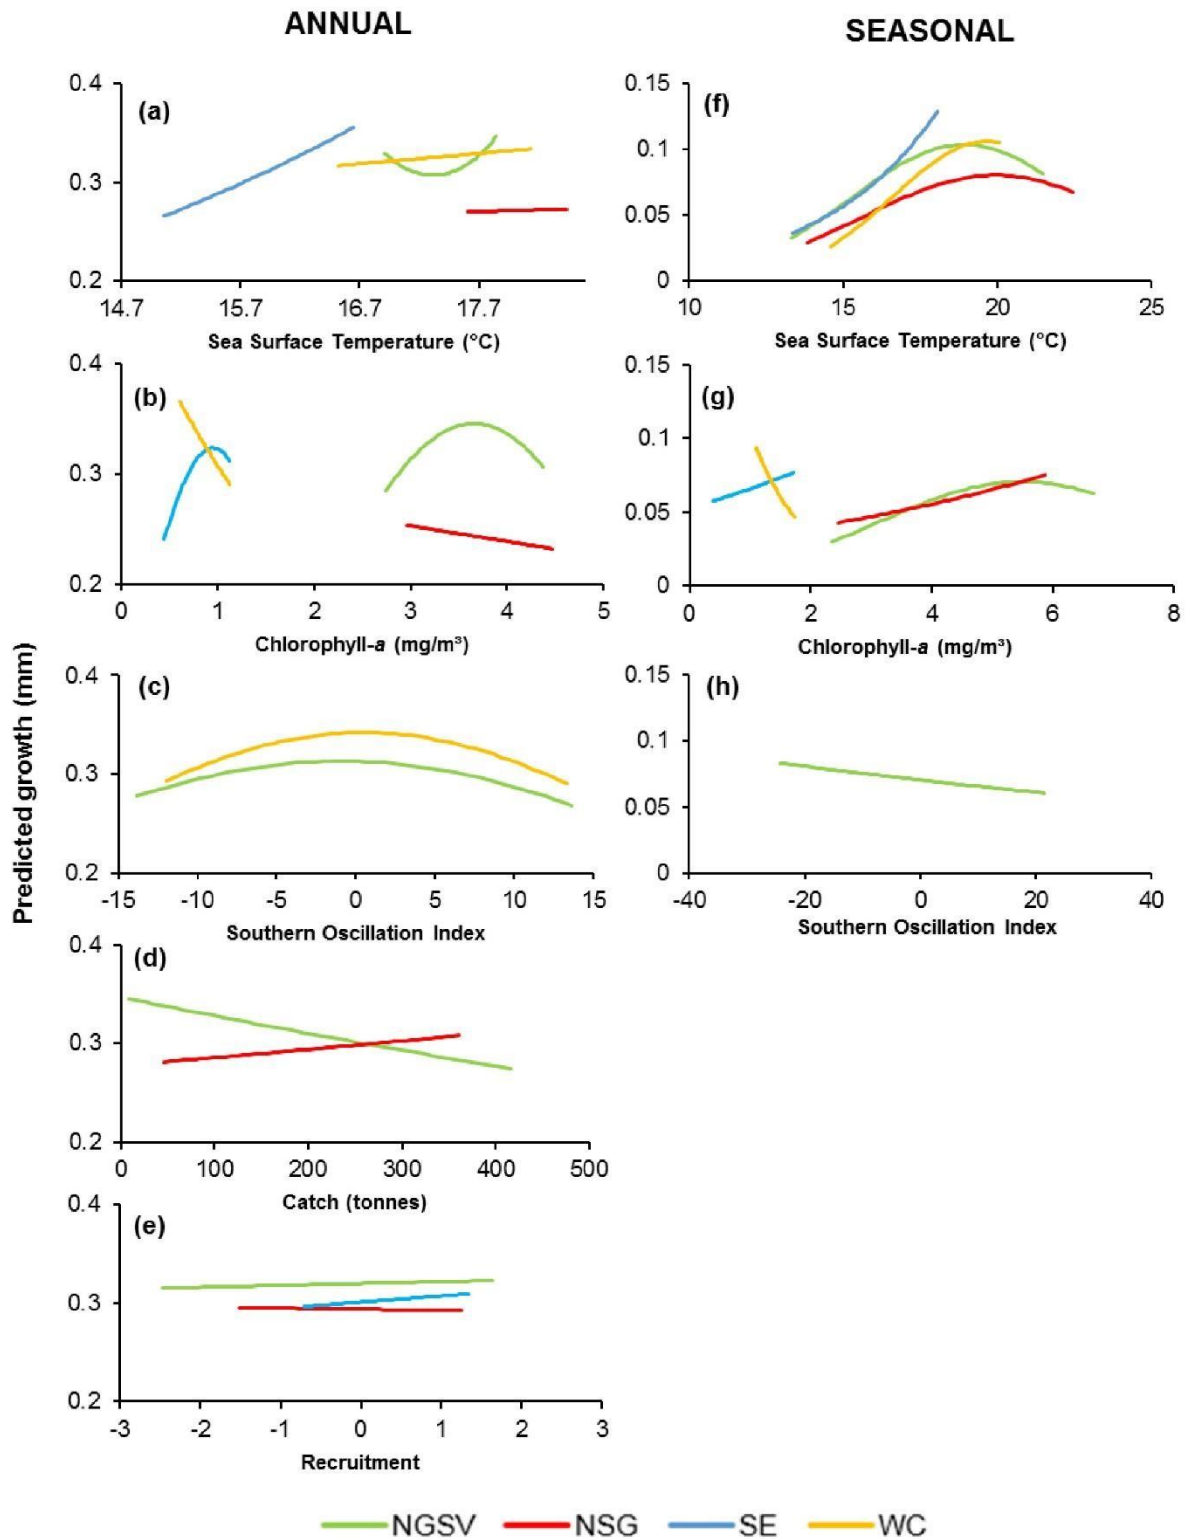 ANNUAL
SEASONAL
0.4
(a)
0.3
0.2
14.7 15.7 16.7 17.7
Sea Surface Temperature (°C)
0.15
(f)
0.1
0.05
0
10 15 20 25
Sea Surface Temperature (°C)
0.4
(b)
0.3
0.2
0 1 2 3 4 5
Chlorophyll-a (mg/m³)
0.15
(g)
0.1
0.05
0
0 2 4 6 8
Chlorophyll-a (mg/m³)
Predicted growth (mm)
0.4
(c)
0.3
0.2
-15 -10 -5 0 5 10 15
Southern Oscillation Index
0.15
(h)
0.1
0.05
0
-40 -20 0 20 40
Southern Oscillation Index
0.4
(d)
0.3
0.2
0 100 200 300 400 500
Catch (tonnes)
0.4
(e)
0.3
0.2
-3 -2 -1 0 1 2 3
Recruitment
NGSV NSG SE WC